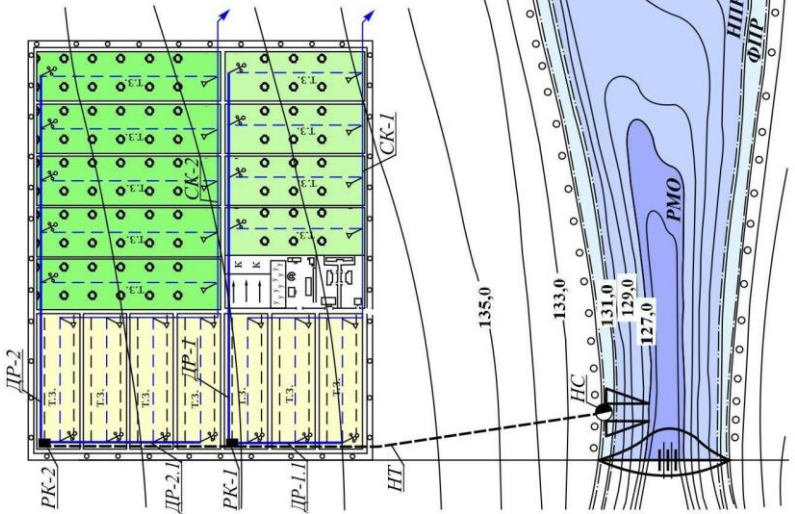 Т.З.
Т.З.
Т.З.
Т.З.
Т.З.
Т.З.
Т.З.
Т.З.
СК-2
СК-1
К
К
ДР-2
ДР-1
Т.З.
Т.З.
Т.З.
Т.З.
Т.З.
Т.З.
Т.З.
РК-2
ДР-2.1
РК-1
ДР-1.1
НТ
НС
135,0
133,0
131,0
129,0
127,0
РМО
НПР
ФПР